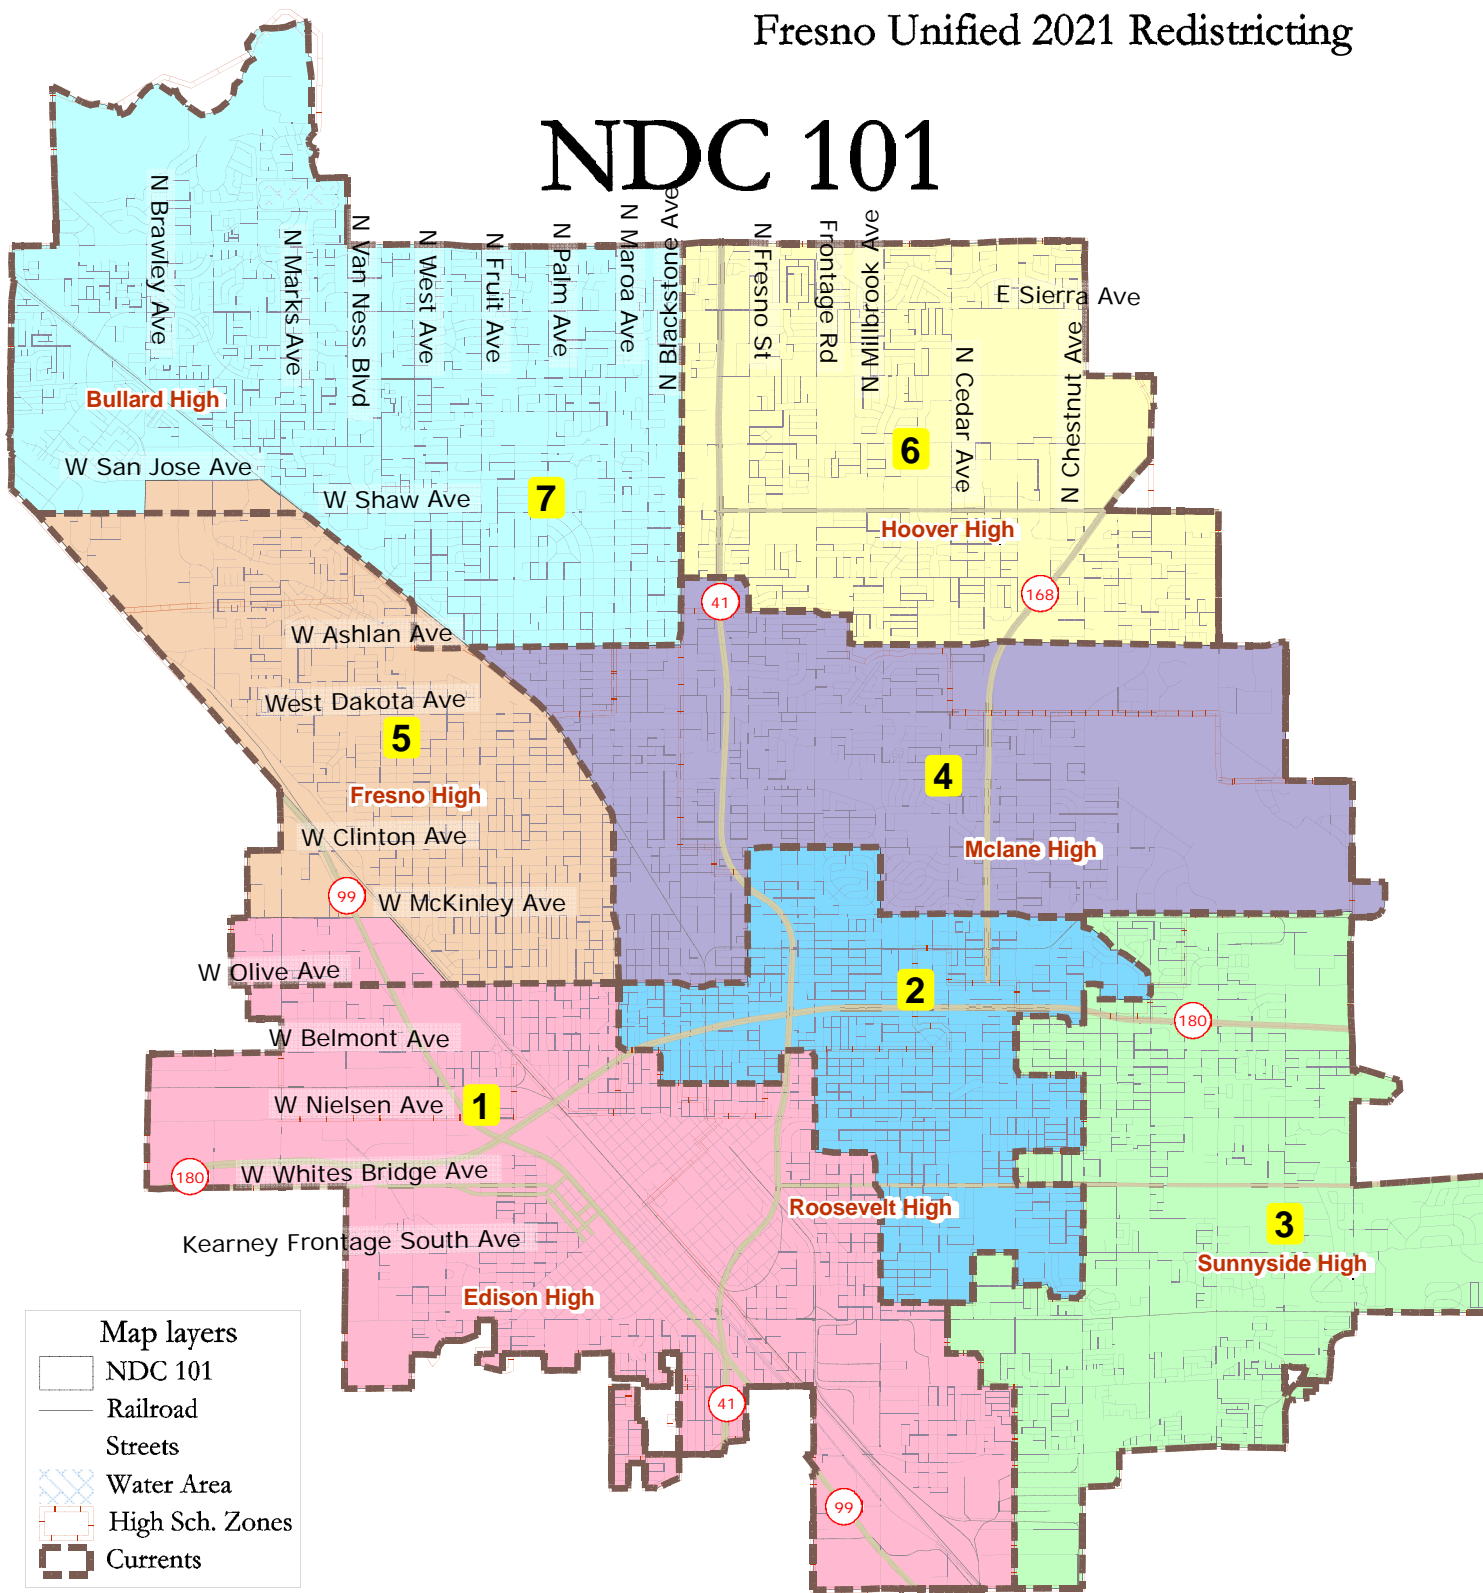 Fresno Unified 2021 Redistricting
NDC 101
N Brawley Ave
N Marks Ave
N Van Ness Blvd
N West Ave
N Fruit Ave
N Palm Ave
N Maroa Ave
N Blackstone Ave
N Fresno St
Frontage Rd
N Millbrook Ave
N Cedar Ave
N Chestnut Ave
E Sierra Ave
Bullard High
6
W San Jose Ave
W Shaw Ave
7
Hoover High
41
168
W Ashlan Ave
West Dakota Ave
5
4
Fresno High
W Clinton Ave
Mclane High
99
W McKinley Ave
W Olive Ave
2
180
W Belmont Ave
W Nielsen Ave
1
180
W Whites Bridge Ave
Roosevelt High
3
Kearney Frontage South Ave
Sunnyside High
Edison High
41
99
Map layers
NDC 101
Railroad
Streets
Water Area
High Sch. Zones
Currents